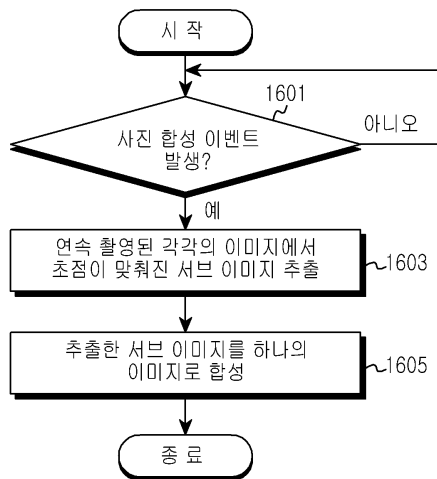 시 작
1601
사진 합성 이벤트
발생?
아니오
예
연속 촬영된 각각의 이미지에서
초점이 맞춰진 서브 이미지 추출
1603
추출한 서브 이미지를 하나의
이미지로 합성
1605
종 료